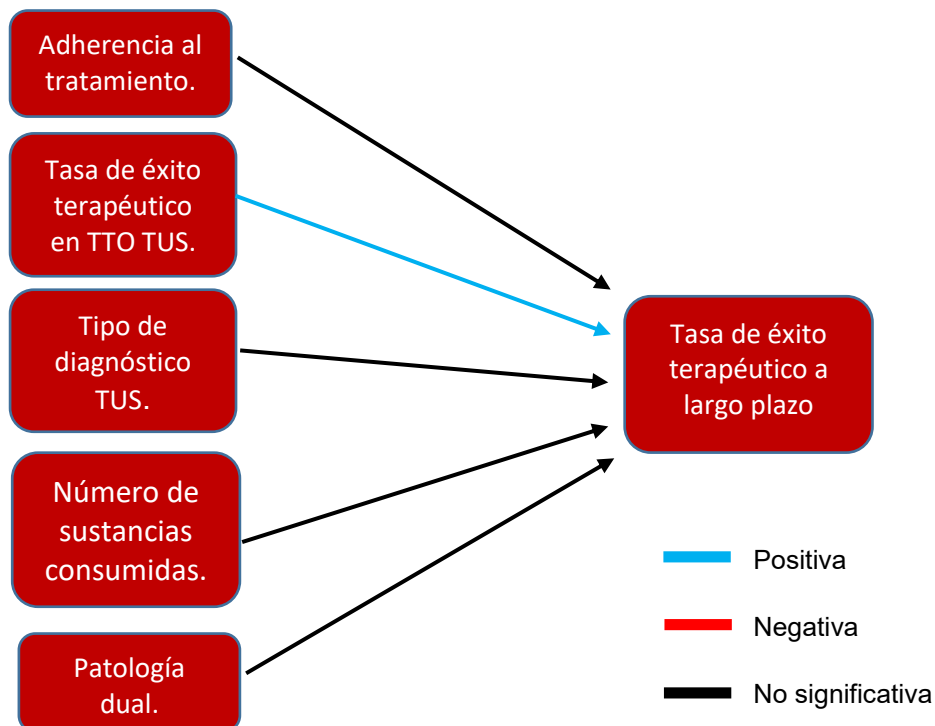 Adherencia al
tratamiento.
Tasa de éxito
terapéutico
en TTO TUS.
Tipo de
diagnóstico
TUS.
Número de
sustancias
consumidas.
Patología
dual.
Tasa de éxito
terapéutico a
largo plazo
Positiva
Negativa
No significativa